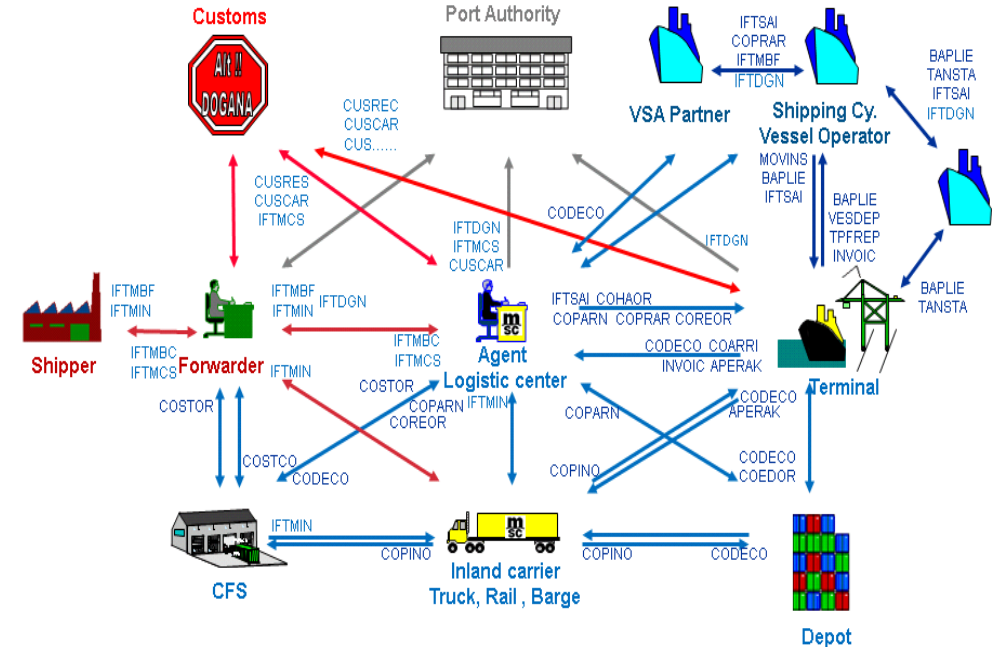 Customs
Port Authority
Alt !!
DOGANA
IFTSAI
COPRAR
IFTMBF
IFTDGN
VSA Partner
Shipping Cy.
Vessel Operator
BAPLIE
TANSTA
IFTSAI
IFTDGN
CUSREC
CUSCAR
CUS......
MOVINS
BAPLIE
IFTSAI
BAPLIE
VESDEP
TPFREP
INVOIC
CUSRES
CUSCAR
IFTMCS
CODECO
IFTDGN
IFTMCS
CUSCAR
IFTDGN
BAPLIE
TANSTA
IFTMBF
IFTMIN
IFTMBF
IFTMIN
IFTDGN
m
SC
IFTSAI COHAOR
COPARN COPRAR COREOR
IFTMBC
IFTMCS
IFTMBC
IFTMCS
CODECO COARRI
INVOIC APERAK
Shipper
Forwarder
Agent
Logistic center
Terminal
IFTMIN
COSTOR
COSTOR
COPARN
COREOR
IFTMIN
COPARN
CODECO
APERAK
COSTCO
CODECO
COPINO
CODECO
COEDOR
IFTMIN
COPINO
m
SC
COPINO
CODECO
CFS
Inland carrier
Truck, Rail , Barge
Depot